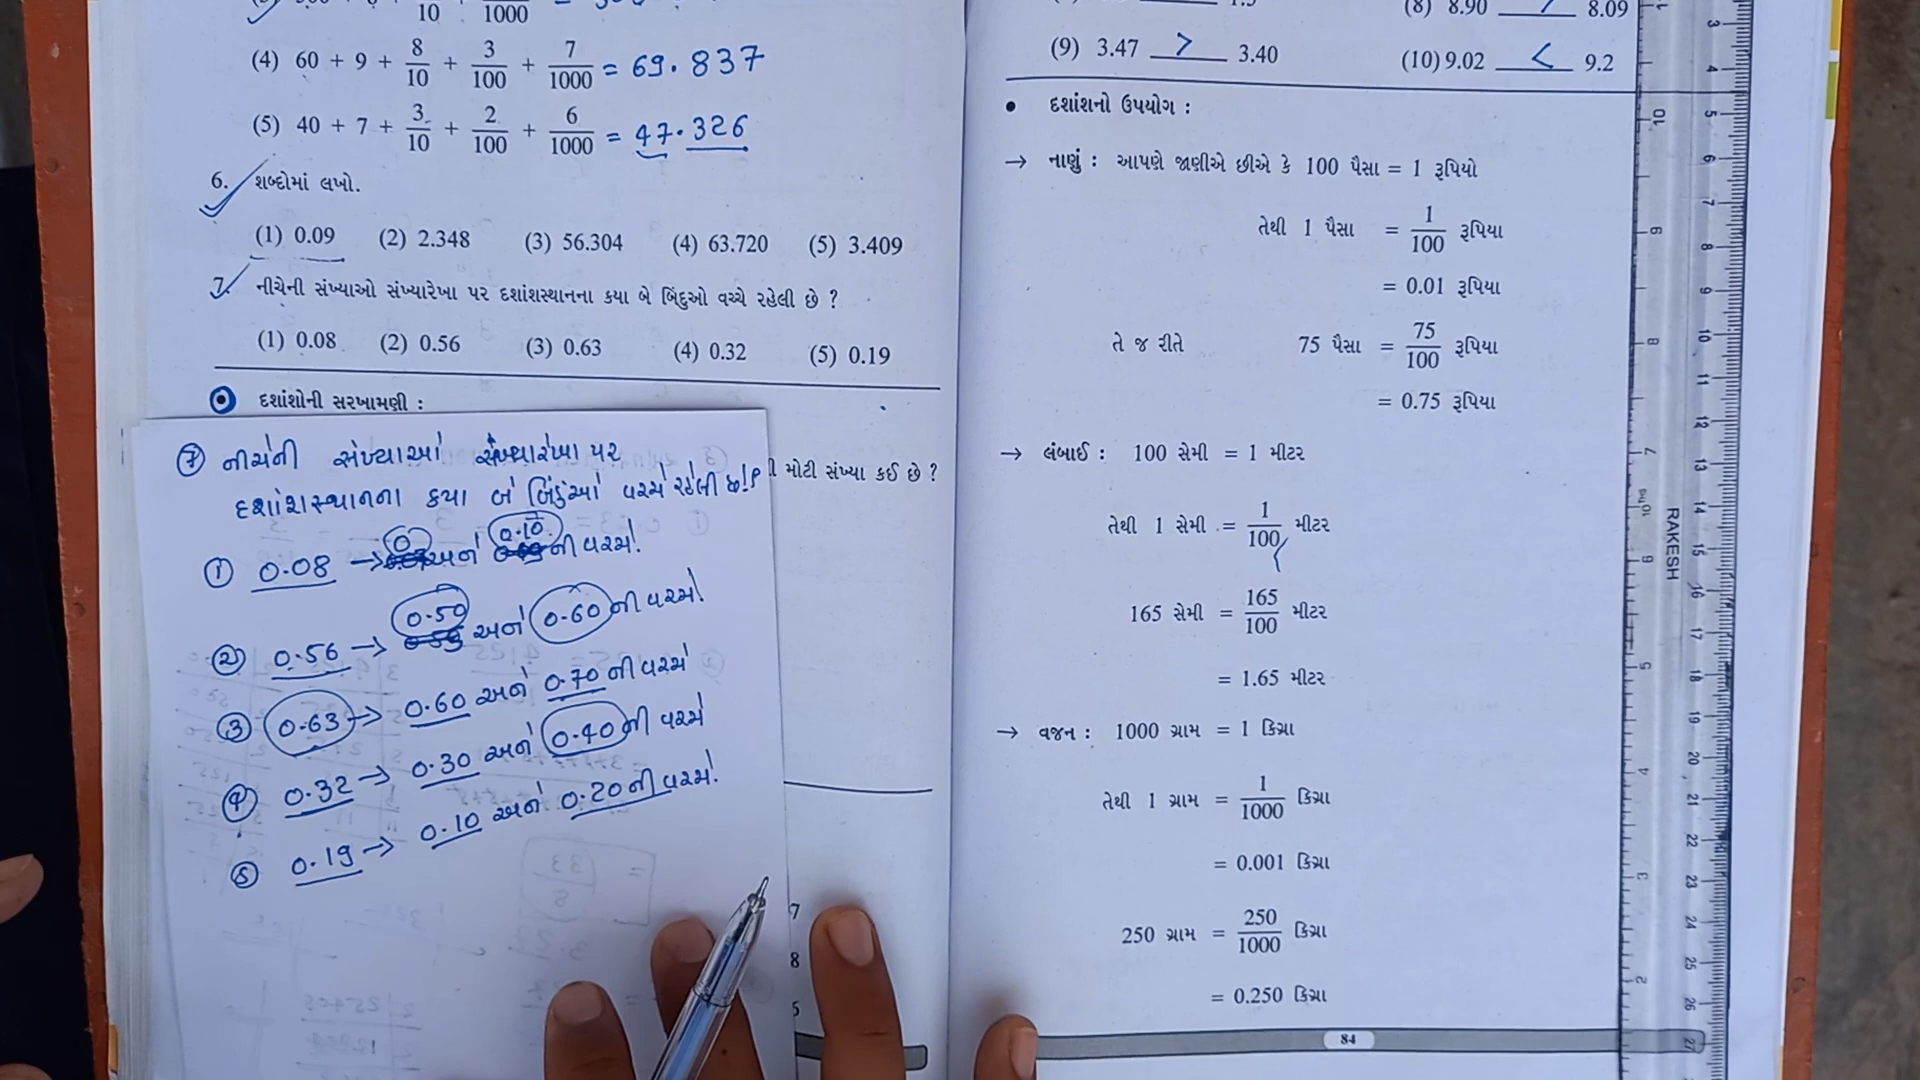 (4) 60 + 9 + 8/10 + 3/100 + 7/1000 = 69.837
(5) 40 + 7 + 3/10 + 2/100 + 6/1000 = 47.326
6. શબ્દોમાં લખો.
(1) 0.09 (2) 2.348 (3) 56.304 (4) 63.720 (5) 3.409
7. નીચેની સંખ્યાઓ સંખ્યારેખા પર દશાંશસ્થાનના કયા બે બિંદુઓ વચ્ચે રહેલી છે ?
(1) 0.08 (2) 0.56 (3) 0.63 (4) 0.32 (5) 0.19
દશાંશોની સરખામણી :
મોટી સંખ્યા કઈ છે ?
૭ નીચેની સંખ્યાઓ સંખ્યારેખા પર
દશાંશસ્થાનના કયા બે બિંદુઓ વચ્ચે રહેલી છે ?
① 0.08 → 0 અને 0.10 ની વચ્ચે.
② 0.56 → 0.50 અને 0.60 ની વચ્ચે.
③ 0.63 → 0.60 અને 0.70 ની વચ્ચે
④ 0.32 → 0.30 અને 0.40 ની વચ્ચે
⑤ 0.19 → 0.10 અને 0.20 ની વચ્ચે.
7
8
5
(8) 8.90 8.09
(9) 3.47 > 3.40 (10) 9.02 < 9.2
• દશાંશનો ઉપયોગ :
→ નાણું : આપણે જાણીએ છીએ કે 100 પૈસા = 1 રૂપિયો
તેથી 1 પૈસા = 1/100 રૂપિયા
= 0.01 રૂપિયા
તે જ રીતે 75 પૈસા = 75/100 રૂપિયા
= 0.75 રૂપિયા
→ લંબાઈ : 100 સેમી = 1 મીટર
તેથી 1 સેમી = 1/100 મીટર
165 સેમી = 165/100 મીટર
= 1.65 મીટર
→ વજન : 1000 ગ્રામ = 1 કિગ્રા
તેથી 1 ગ્રામ = 1/1000 કિગ્રા
= 0.001 કિગ્રા
250 ગ્રામ = 250/1000 કિગ્રા
= 0.250 કિગ્રા
84
RAKESH